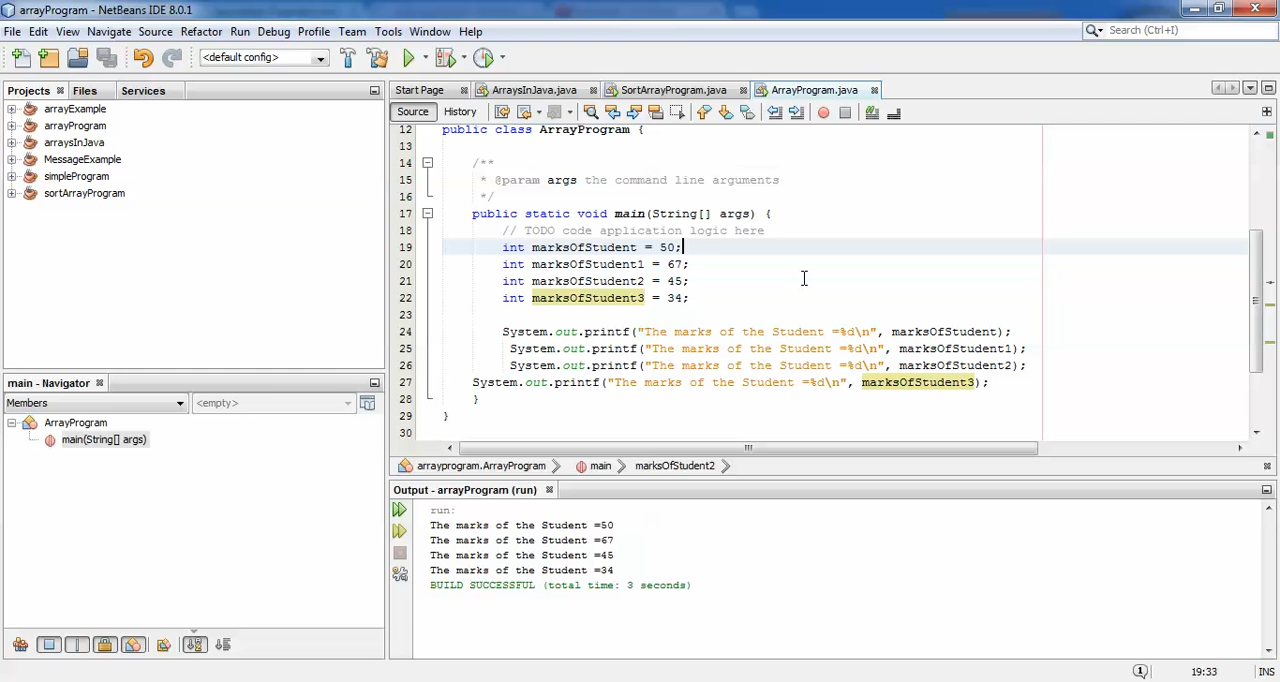 arrayProgram - NetBeans IDE 8.0.1
File Edit View Navigate Source Refactor Run Debug Profile Team Tools Window Help
Search (Ctrl+I)
<default config>
Projects Files Services
arrayExample
arrayProgram
arraysInJava
MessageExample
simpleProgram
sortArrayProgram
main - Navigator
Members <empty>
ArrayProgram
main(String[] args)
Start Page ArraysInJava.java SortArrayProgram.java ArrayProgram.java
Source History
12 public class ArrayProgram {
13
14 /**
15 * @param args the command line arguments
16 */
17 public static void main(String[] args) {
18 // TODO code application logic here
19 int marksOfStudent = 50;
20 int marksOfStudent1 = 67;
21 int marksOfStudent2 = 45;
22 int marksOfStudent3 = 34;
23
24 System.out.printf("The marks of the Student =%d\n", marksOfStudent);
25 System.out.printf("The marks of the Student =%d\n", marksOfStudent1);
26 System.out.printf("The marks of the Student =%d\n", marksOfStudent2);
27 System.out.printf("The marks of the Student =%d\n", marksOfStudent3);
28 }
29 }
30
arrayprogram.ArrayProgram main marksOfStudent2
Output - arrayProgram (run)
run:
The marks of the Student =50
The marks of the Student =67
The marks of the Student =45
The marks of the Student =34
BUILD SUCCESSFUL (total time: 3 seconds)
1 19:33 INS